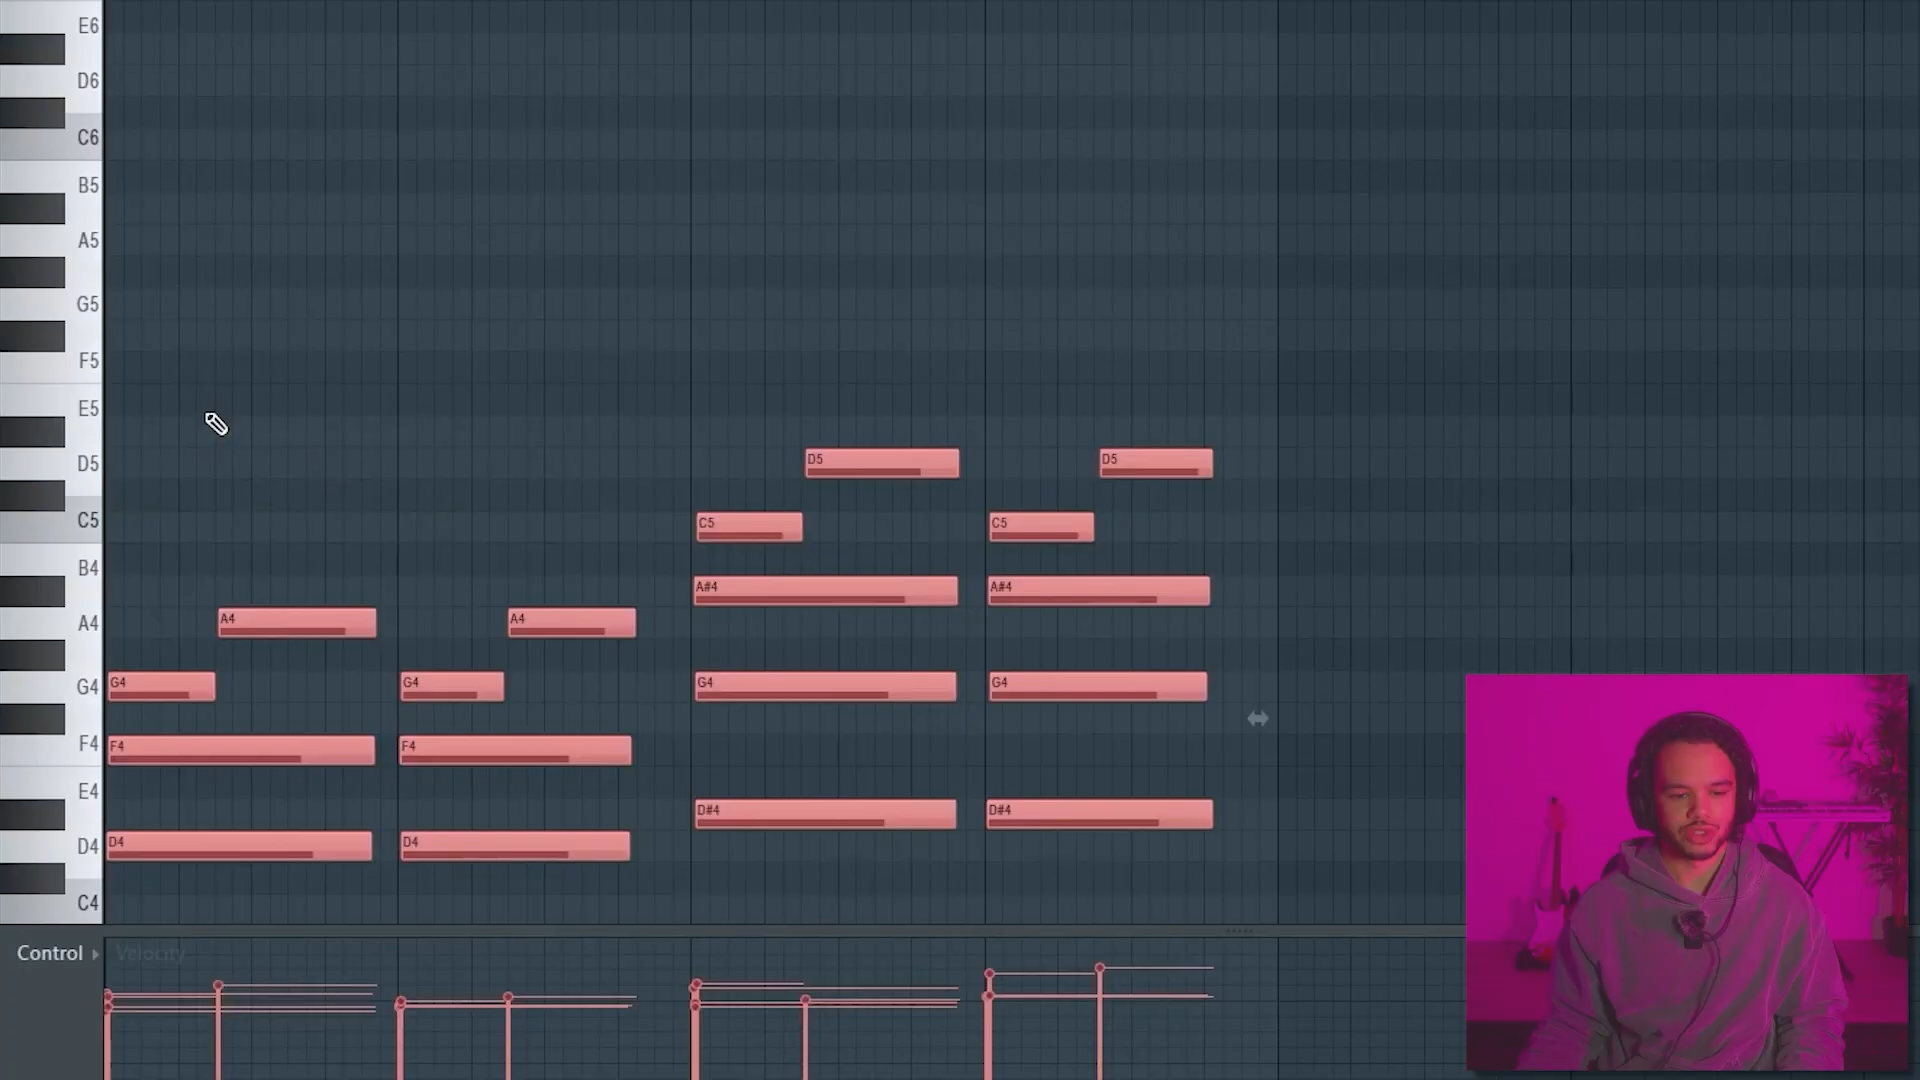 E6
D6
C6
B5
A5
G5
F5
E5
D5 D5 D5
C5 C5 C5
B4 A#4 A#4
A4 A4 A4
G4 G4 G4 G4 G4
F4 F4 F4
E4 D#4 D#4
D4 D4 D4
C4
Control Velocity